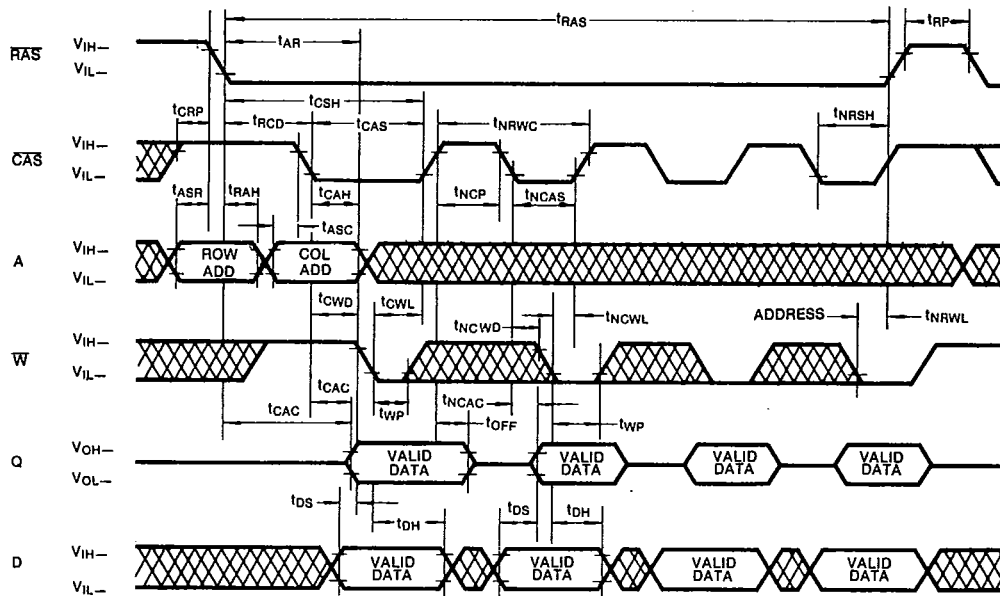 tRAS
tRP
tAR
RAS
VIH
VIL
tCSH
tCRP
tRCD
tCAS
tNRWC
tNRSH
CAS
VIH
VIL
tASR
tRAH
tCAH
tNCP
tNCAS
tASC
A
VIH
VIL
ROW ADD
COL ADD
tCWD
tCWL
tNCWD
tNCWL
ADDRESS
tNRWL
W
VIH
VIL
tCAC
tWP
tNCAC
tCAC
tOFF
tWP
Q
VOH
VOL
VALID DATA
VALID DATA
VALID DATA
VALID DATA
tDS
tDH
tDS
tDH
D
VIH
VIL
VALID DATA
VALID DATA
VALID DATA
VALID DATA